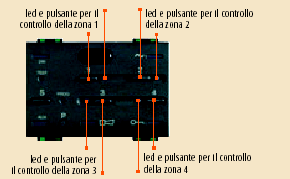 led e pulsante per il
controllo della zona 1
led e pulsante per il controllo
della zona 2
led e pulsante per
il controllo della zona 3
led e pulsante per il controllo
della zona 4